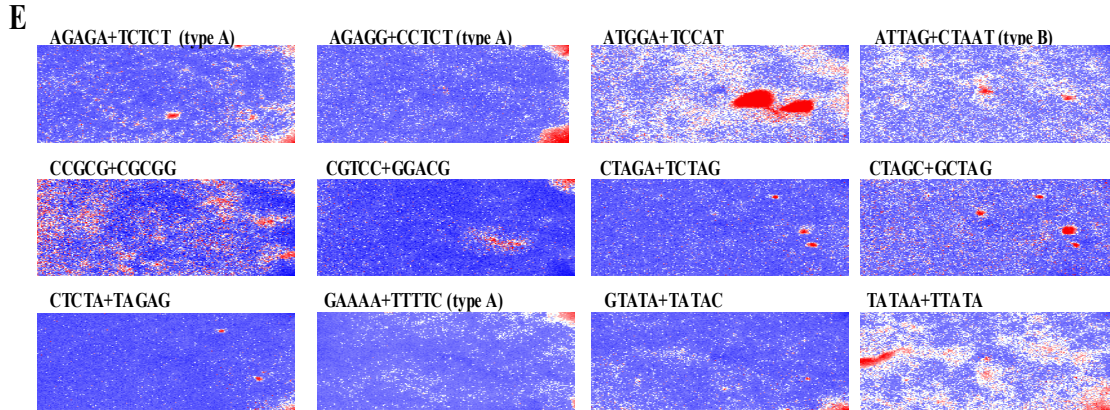 E
AGAGA+TCTCT (type A)
AGAGG+CCTCT (type A)
ATGGA+TCCAT
ATTAG+CTAAT (type B)
CCGCG+CGCGG
CGTCC+GGACG
CTAGA+TCTAG
CTAGC+GCTAG
CTCTA+TAGAG
GAAAA+TTTTC (type A)
GTATA+TATAC
TATAA+TTATA